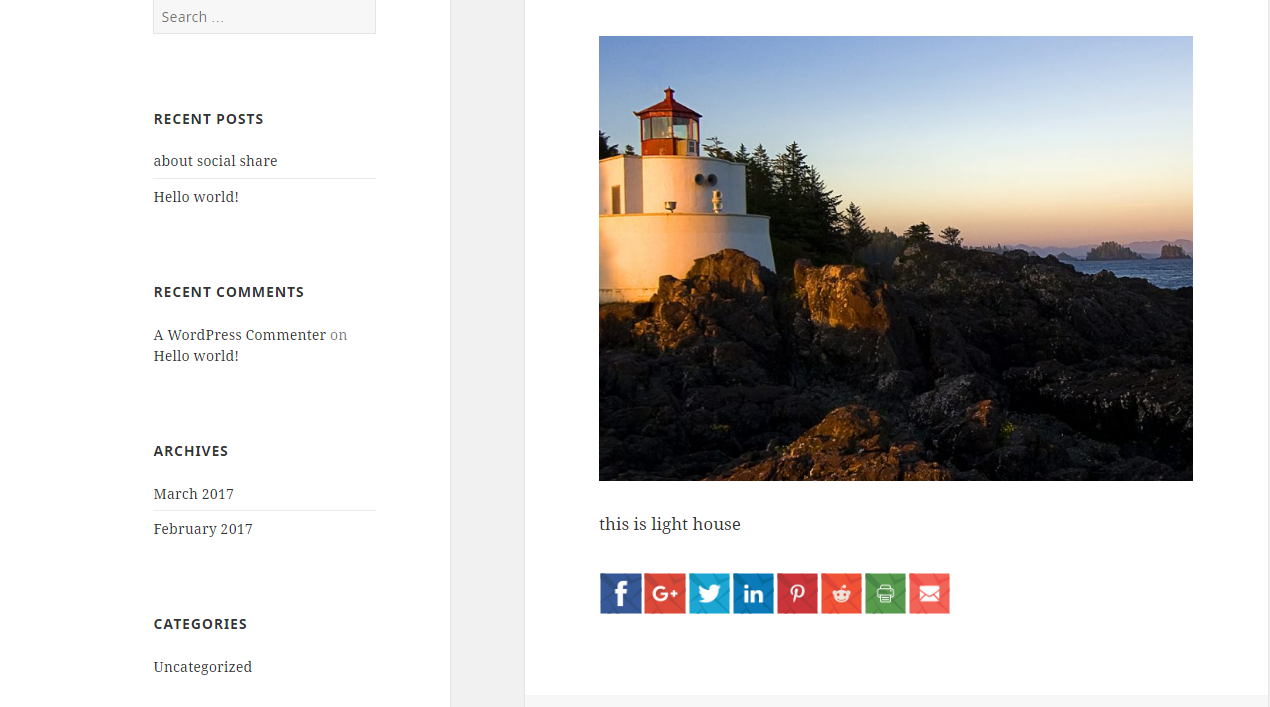 Search …
RECENT POSTS
about social share
Hello world!
RECENT COMMENTS
A WordPress Commenter on
Hello world!
ARCHIVES
March 2017
February 2017
CATEGORIES
Uncategorized
this is light house
f G+ in